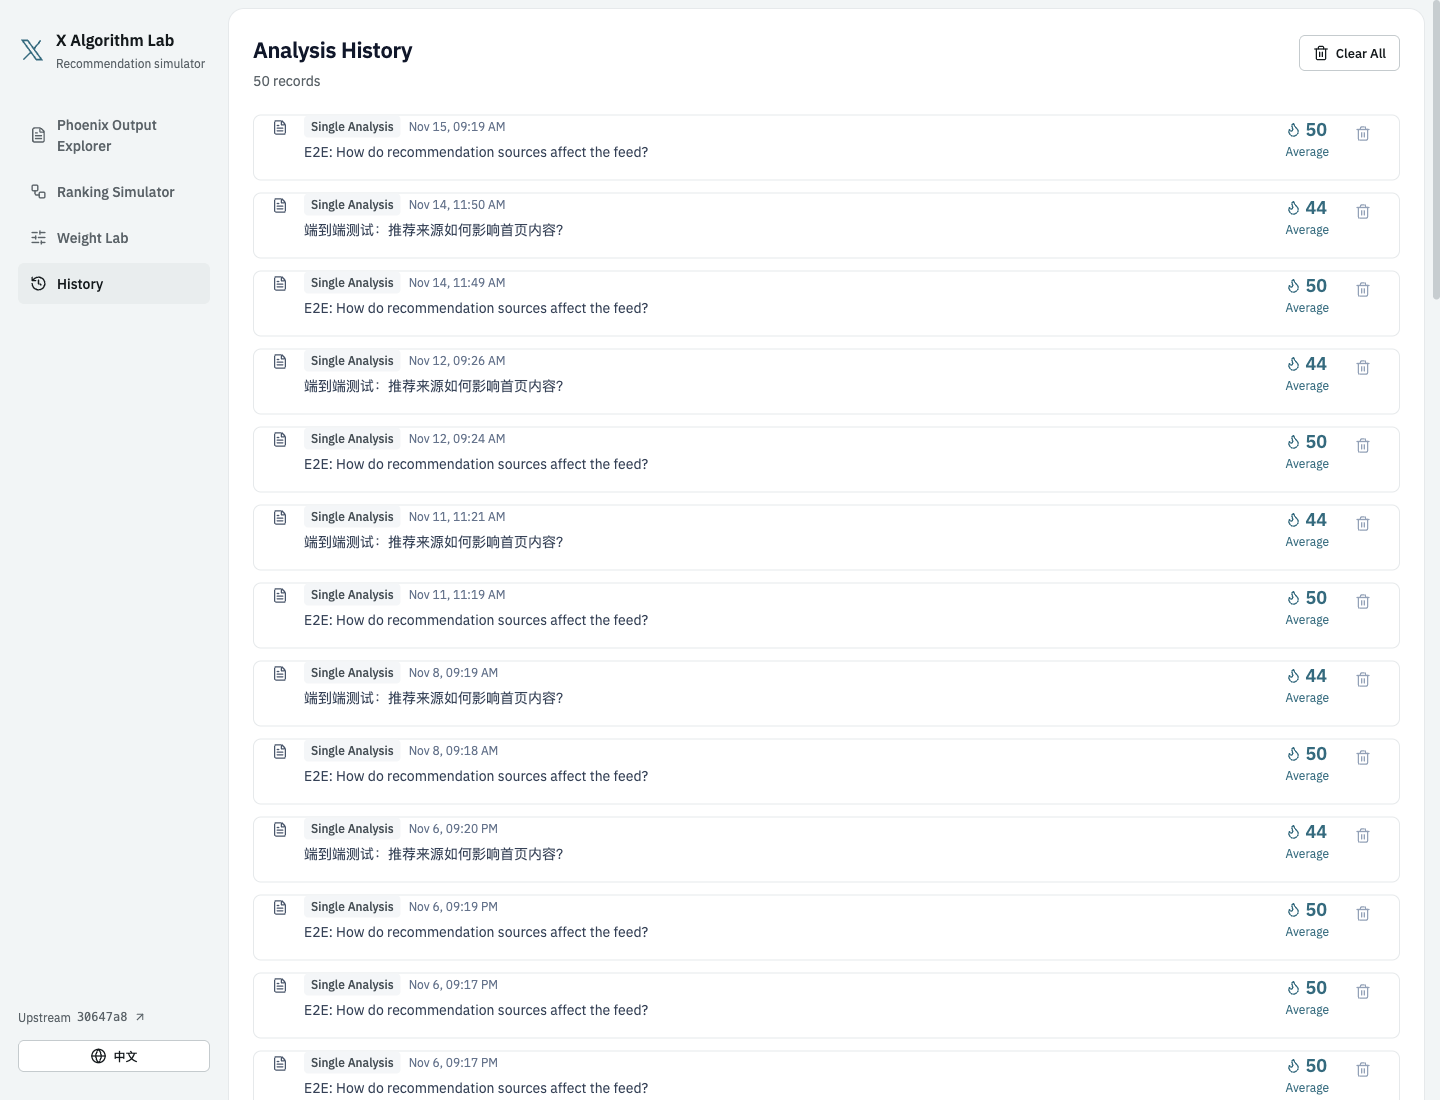 X Algorithm Lab
Recommendation simulator
Phoenix Output
Explorer
Ranking Simulator
Weight Lab
History
Upstream 30647a8
中文
Analysis History
50 records
Clear All
Single Analysis Nov 15, 09:19 AM
E2E: How do recommendation sources affect the feed?
50
Average
Single Analysis Nov 14, 11:50 AM
端到端测试：推荐来源如何影响首页内容?
44
Average
Single Analysis Nov 14, 11:49 AM
E2E: How do recommendation sources affect the feed?
50
Average
Single Analysis Nov 12, 09:26 AM
端到端测试：推荐来源如何影响首页内容?
44
Average
Single Analysis Nov 12, 09:24 AM
E2E: How do recommendation sources affect the feed?
50
Average
Single Analysis Nov 11, 11:21 AM
端到端测试：推荐来源如何影响首页内容?
44
Average
Single Analysis Nov 11, 11:19 AM
E2E: How do recommendation sources affect the feed?
50
Average
Single Analysis Nov 8, 09:19 AM
端到端测试：推荐来源如何影响首页内容?
44
Average
Single Analysis Nov 8, 09:18 AM
E2E: How do recommendation sources affect the feed?
50
Average
Single Analysis Nov 6, 09:20 PM
端到端测试：推荐来源如何影响首页内容?
44
Average
Single Analysis Nov 6, 09:19 PM
E2E: How do recommendation sources affect the feed?
50
Average
Single Analysis Nov 6, 09:17 PM
E2E: How do recommendation sources affect the feed?
50
Average
Single Analysis Nov 6, 09:17 PM
E2E: How do recommendation sources affect the feed?
50
Average